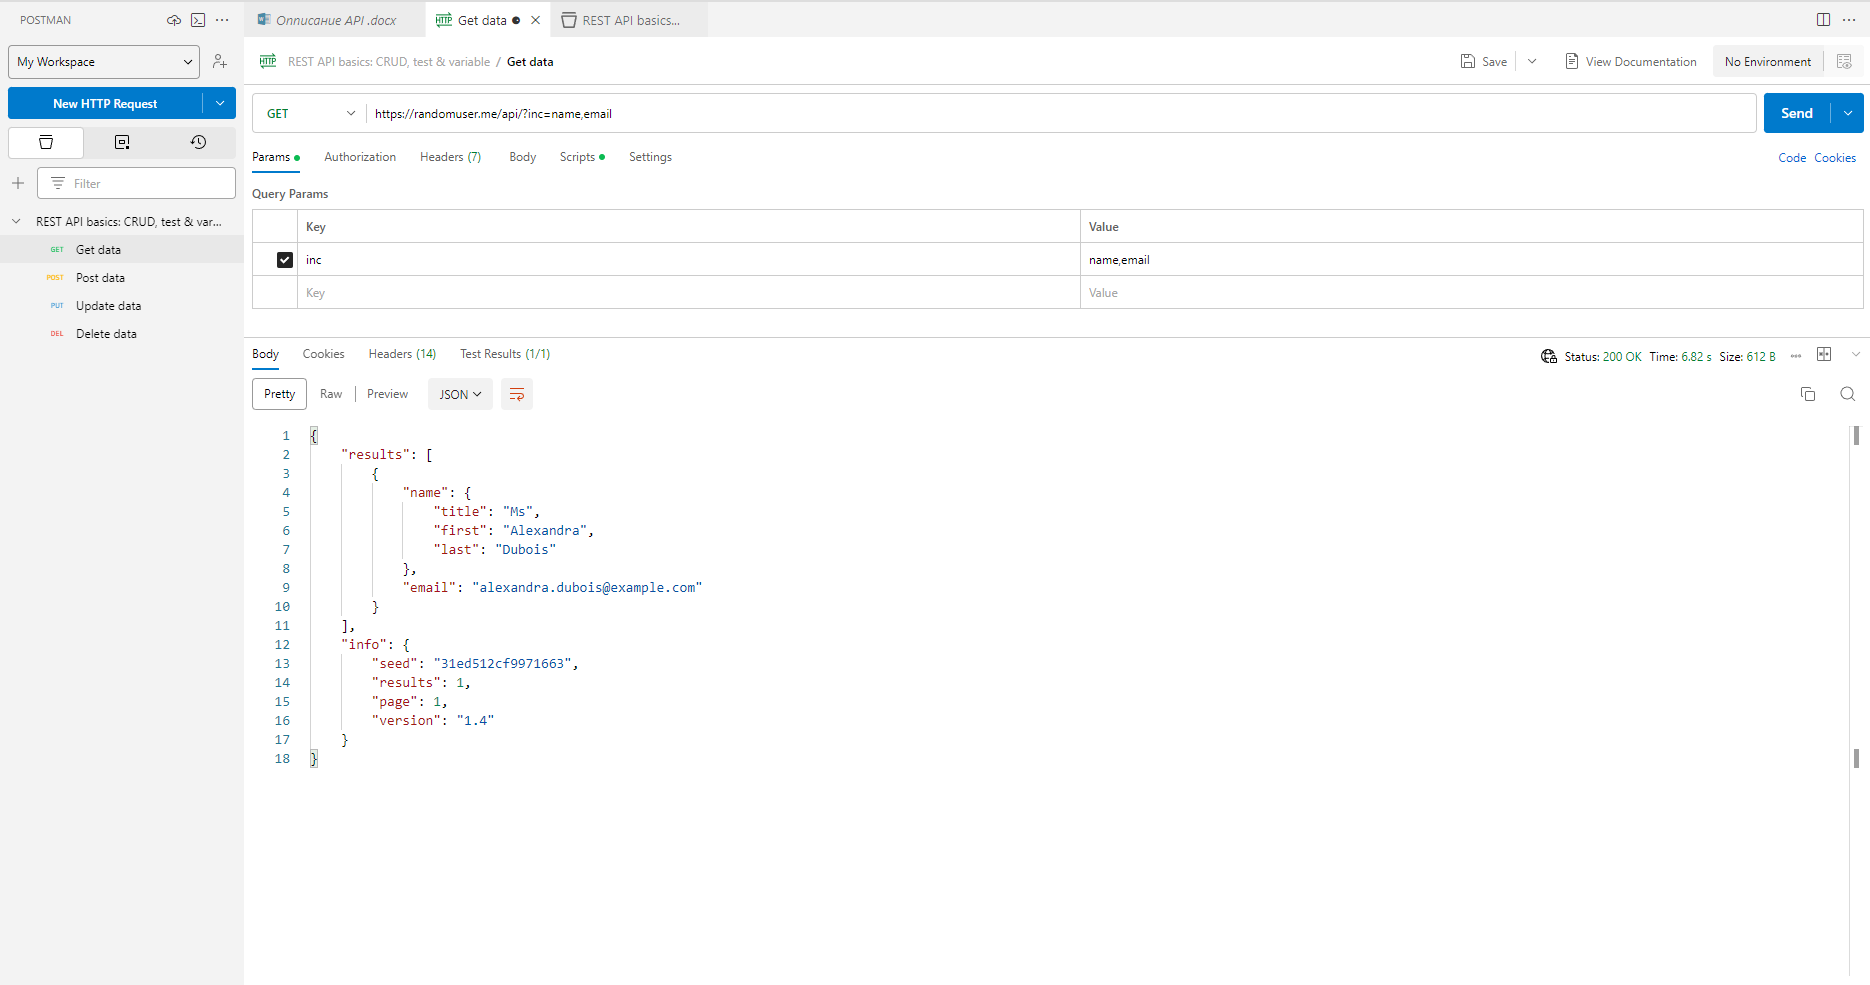 POSTMAN
Опписание API .docx
Get data
REST API basics...
My Workspace
REST API basics: CRUD, test & variable / Get data
Save
View Documentation
No Environment
New HTTP Request
GET
https://randomuser.me/api/?inc=name,email
Send
Params
Authorization
Headers (7)
Body
Scripts
Settings
Code
Cookies
Filter
Query Params
REST API basics: CRUD, test & var...
GET Get data
POST Post data
PUT Update data
DEL Delete data
Key
Value
inc
name,email
Key
Value
Body
Cookies
Headers (14)
Test Results (1/1)
Status: 200 OK
Time: 6.82 s
Size: 612 B
Pretty
Raw
Preview
JSON
1 {
2 "results": [
3 {
4 "name": {
5 "title": "Ms",
6 "first": "Alexandra",
7 "last": "Dubois"
8 },
9 "email": "alexandra.dubois@example.com"
10 }
11 ],
12 "info": {
13 "seed": "31ed512cf9971663",
14 "results": 1,
15 "page": 1,
16 "version": "1.4"
17 }
18 }